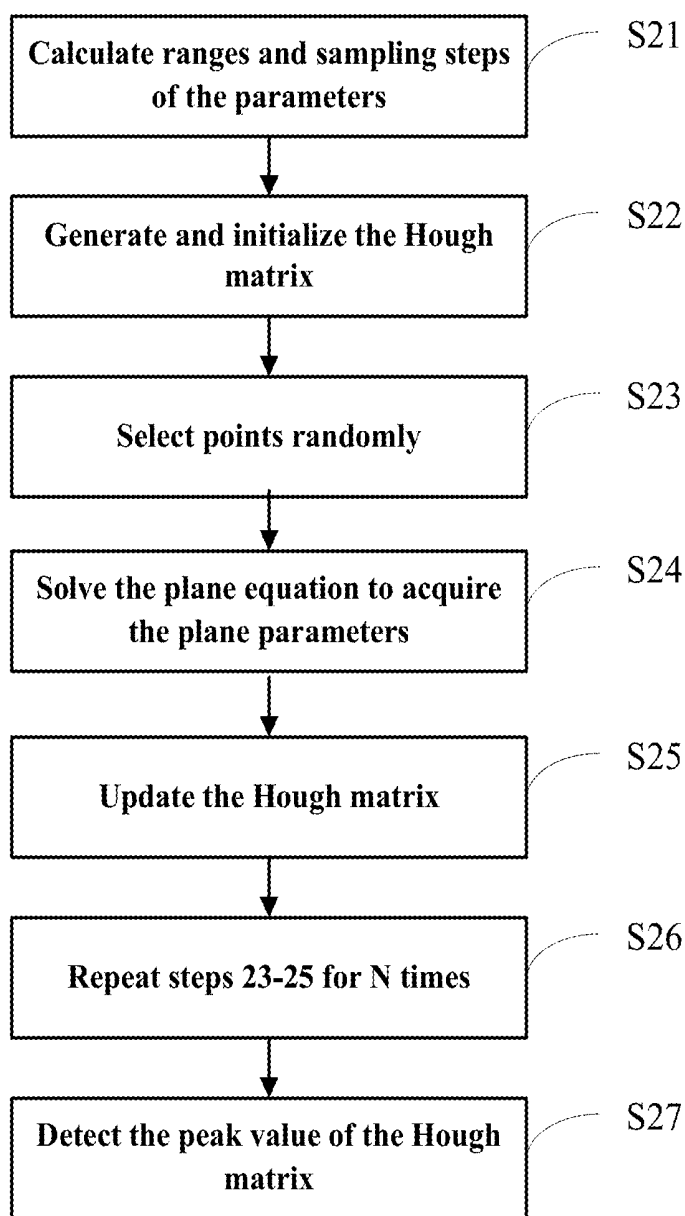 Calculate ranges and sampling steps
of the parameters
S21
Generate and initialize the Hough
matrix
S22
Select points randomly
S23
Solve the plane equation to acquire
the plane parameters
S24
Update the Hough matrix
S25
Repeat steps 23-25 for N times
S26
Detect the peak value of the Hough
matrix
S27